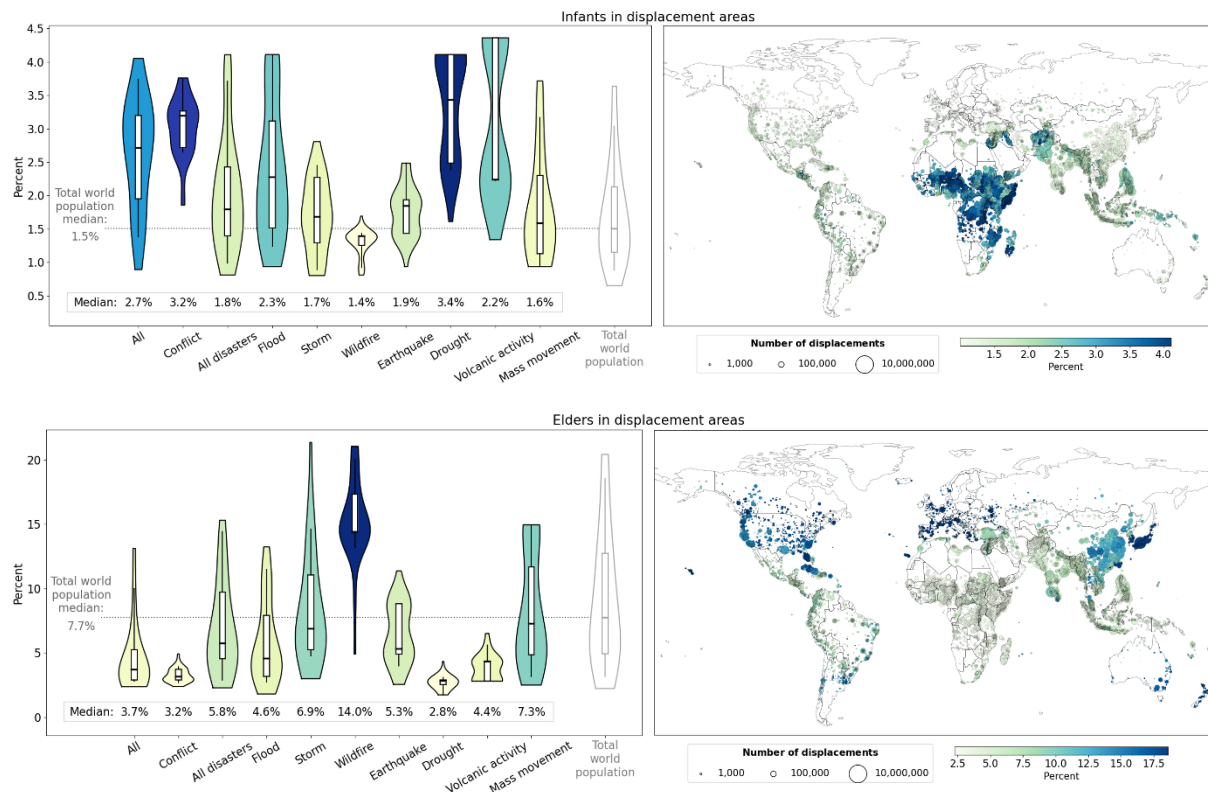 Infants in displacement areas
4.5
4.0
3.5
3.0
2.5
2.0
1.5
1.0
0.5
Percent
Total world
population
median:
1.5%
Median: 2.7% 3.2% 1.8% 2.3% 1.7% 1.4% 1.9% 3.4% 2.2% 1.6%
All
Conflict
All disasters
Flood
Storm
Wildfire
Earthquake
Drought
Volcanic activity
Mass movement
Total
world
population
Number of displacements
1,000 100,000 10,000,000
1.5 2.0 2.5 3.0 3.5 4.0
Percent
Elders in displacement areas
20
15
10
5
0
Percent
Total world
population
median:
7.7%
Median: 3.7% 3.2% 5.8% 4.6% 6.9% 14.0% 5.3% 2.8% 4.4% 7.3%
All
Conflict
All disasters
Flood
Storm
Wildfire
Earthquake
Drought
Volcanic activity
Mass movement
Total
world
population
Number of displacements
1,000 100,000 10,000,000
2.5 5.0 7.5 10.0 12.5 15.0 17.5
Percent